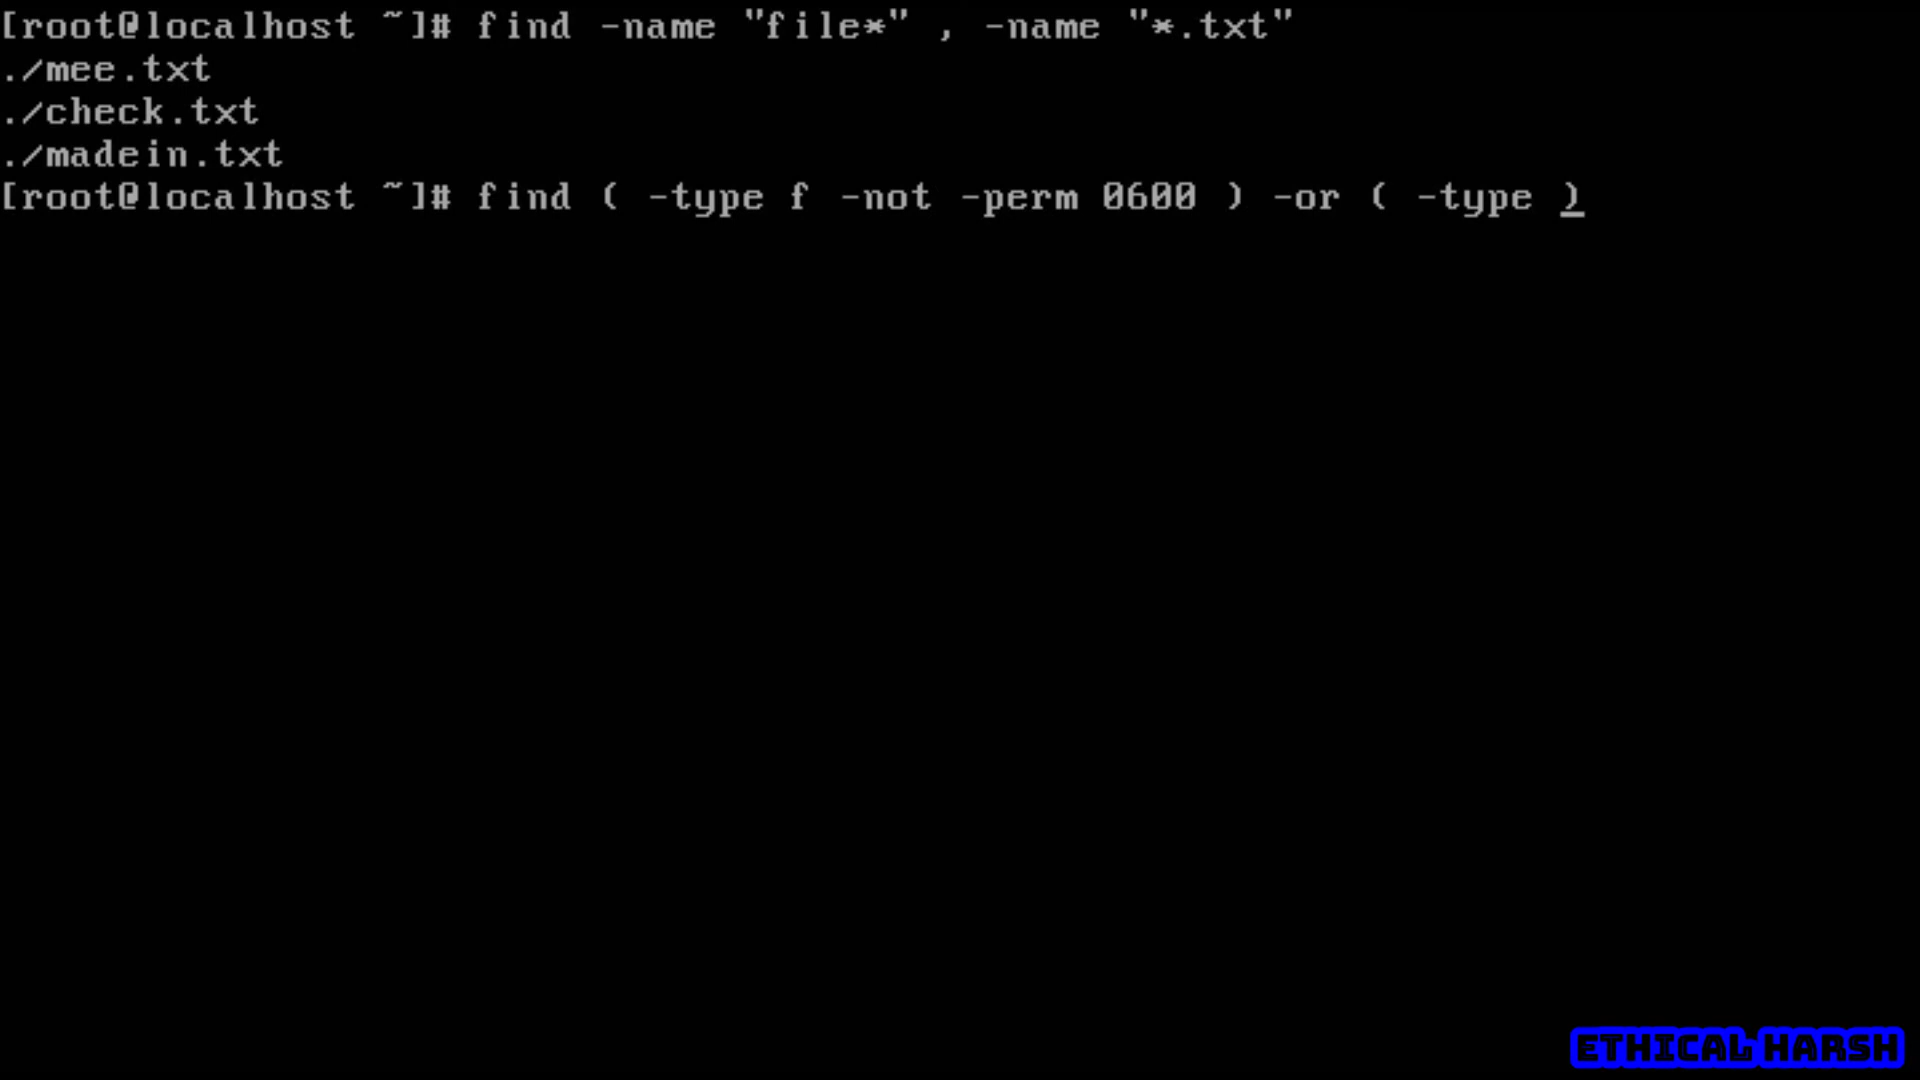 [root@localhost ~]# find -name "file*" , -name "*.txt"
./mee.txt
./check.txt
./madein.txt
[root@localhost ~]# find ( -type f -not -perm 0600 ) -or ( -type )
ETHICAL HARSH